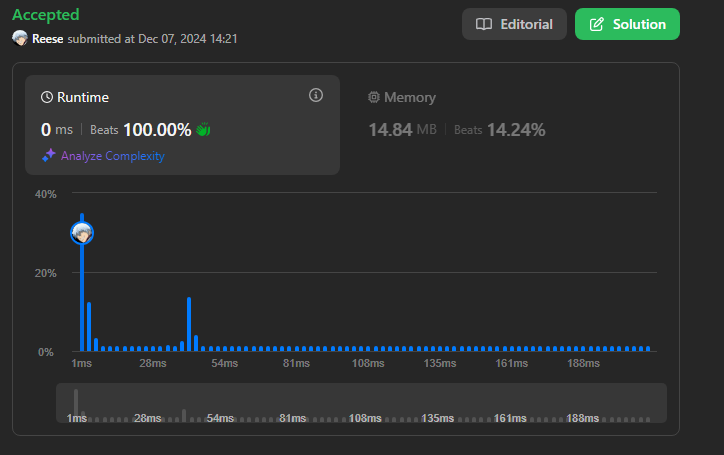 Accepted
Editorial
Solution
Reese submitted at Dec 07, 2024 14:21
Runtime
Memory
0 ms | Beats 100.00%
14.84 MB | Beats 14.24%
Analyze Complexity
40%
20%
0%
1ms 28ms 54ms 81ms 108ms 135ms 161ms 188ms
1ms 28ms 54ms 81ms 108ms 135ms 161ms 188ms